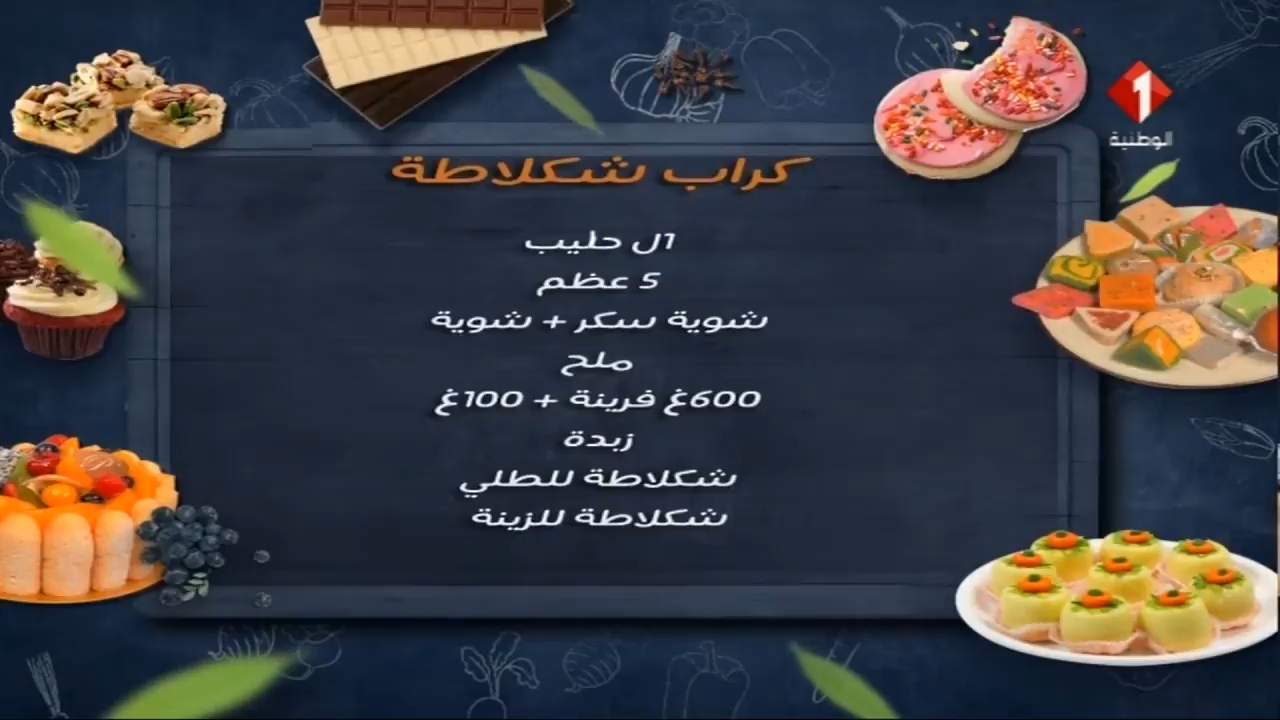 الوطنية 1
كراب شكلاطة
1ل حليب
5 عظم
شوية سكر + شوية
ملح
600غ فرينة + 100غ
زبدة
شكلاطة للطلي
شكلاطة للزينة